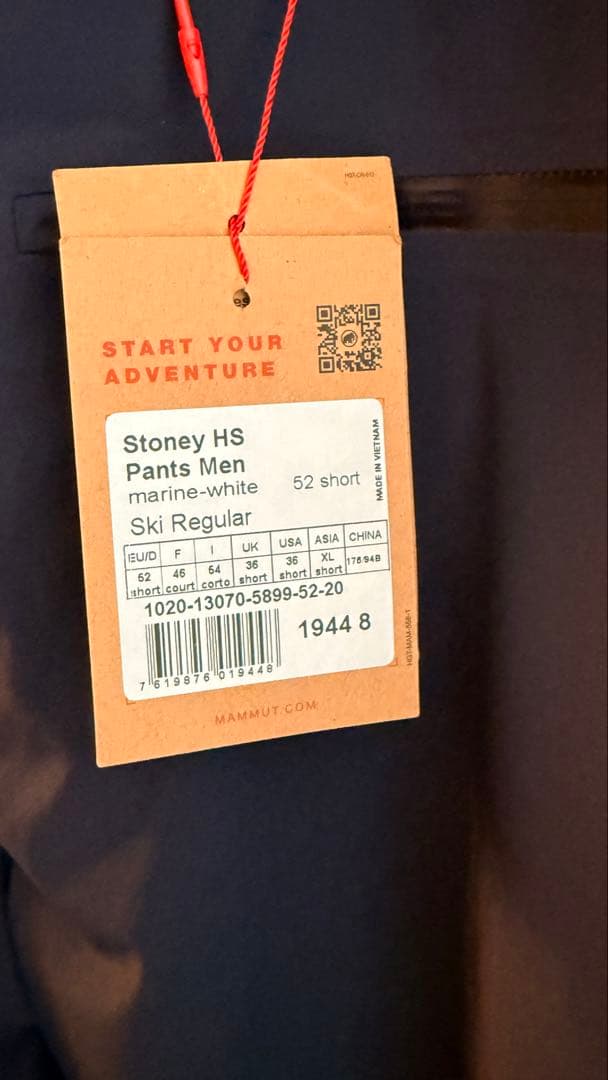 START YOUR
ADVENTURE
Stoney HS
Pants Men
marine-white 52 short
Ski Regular
MADE IN VIETNAM
EU/D F I UK USA ASIA CHINA
52 46 54 36 36 XL 176/94B
short court corto short short short
1020-13070-5899-52-20
1944 8
7 619876 019448
MAMMUT.COM